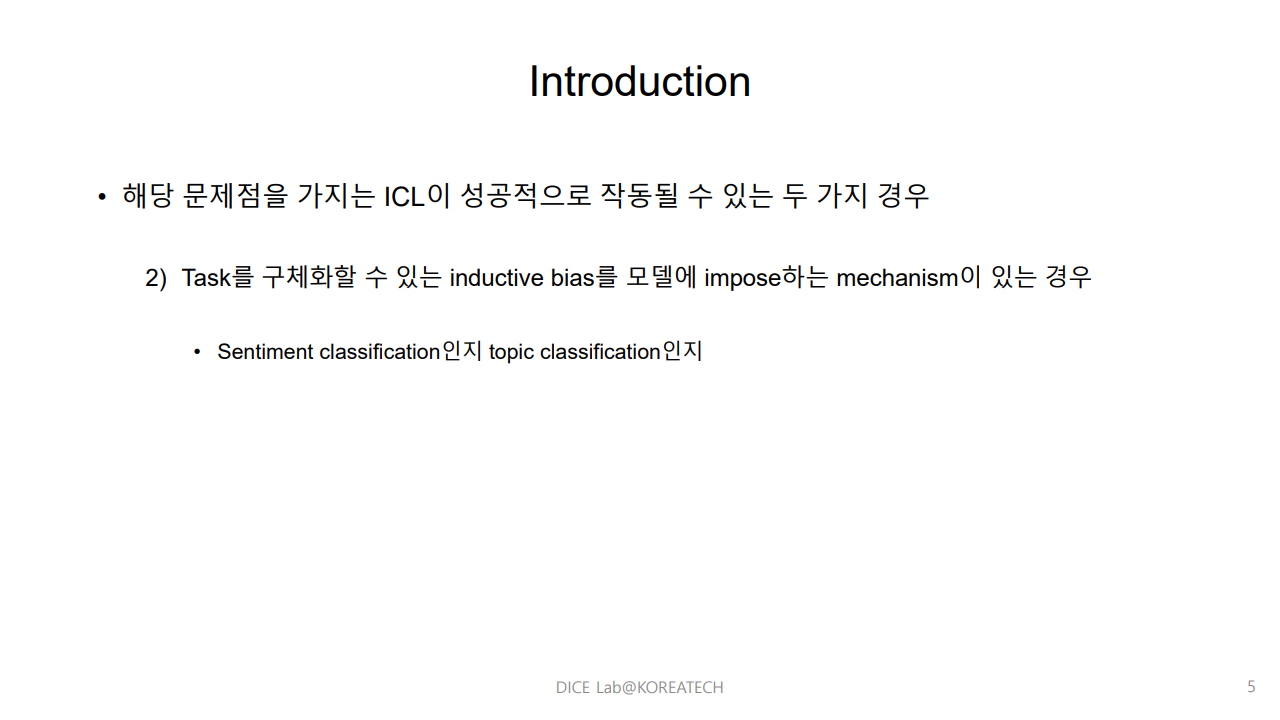 Introduction
• 해당 문제점을 가지는 ICL이 성공적으로 작동될 수 있는 두 가지 경우
2) Task를 구체화할 수 있는 inductive bias를 모델에 impose하는 mechanism이 있는 경우
• Sentiment classification인지 topic classification인지
DICE Lab@KOREATECH
5